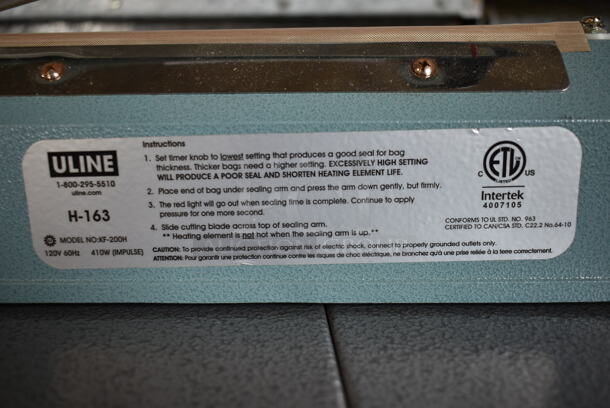 ULINE
1-800-295-5510
uline.com
H-163
MODEL NO:KF-200H
120V 60Hz 410W (IMPULSE)
Instructions
1. Set timer knob to lowest setting that produces a good seal for bag
thickness. Thicker bags need a higher setting. EXCESSIVELY HIGH SETTING
WILL PRODUCE A POOR SEAL AND SHORTEN HEATING ELEMENT LIFE.
2. Place end of bag under sealing arm and press the arm down gently, but firmly.
3. The red light will go out when sealing time is complete. Continue to apply
pressure for one more second.
4. Slide cutting blade across top of sealing arm.
** Heating element is not hot when the sealing arm is up.**
CAUTION: To provide continued protection against risk of electric shock, connect to properly grounded outlets only.
ATTENTION: Pour garantir une protection continue contre les risques de choc électrique, ne branchez qu'à une prise reliée à la terre correctement.
C ETL US
LISTED
Intertek
4007105
CONFORMS TO UL STD. NO. 963
CERTIFIED TO CAN/CSA STD. C22.2 No.64-10